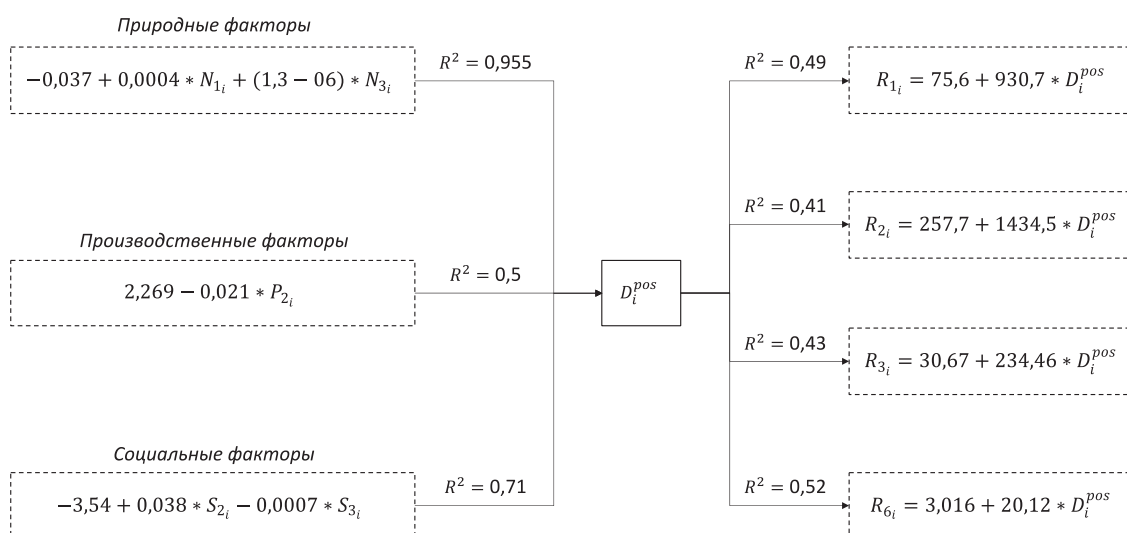 Природные факторы
−0,037 + 0,0004 ∗ N₁ᵢ + (1,3 − 06) ∗ N₃ᵢ
R² = 0,955
Производственные факторы
2,269 − 0,021 ∗ P₂ᵢ
R² = 0,5
Социальные факторы
−3,54 + 0,038 ∗ S₂ᵢ − 0,0007 ∗ S₃ᵢ
R² = 0,71
Dᵢᵖᵒˢ
R² = 0,49
R₁ᵢ = 75,6 + 930,7 ∗ Dᵢᵖᵒˢ
R² = 0,41
R₂ᵢ = 257,7 + 1434,5 ∗ Dᵢᵖᵒˢ
R² = 0,43
R₃ᵢ = 30,67 + 234,46 ∗ Dᵢᵖᵒˢ
R² = 0,52
R₆ᵢ = 3,016 + 20,12 ∗ Dᵢᵖᵒˢ